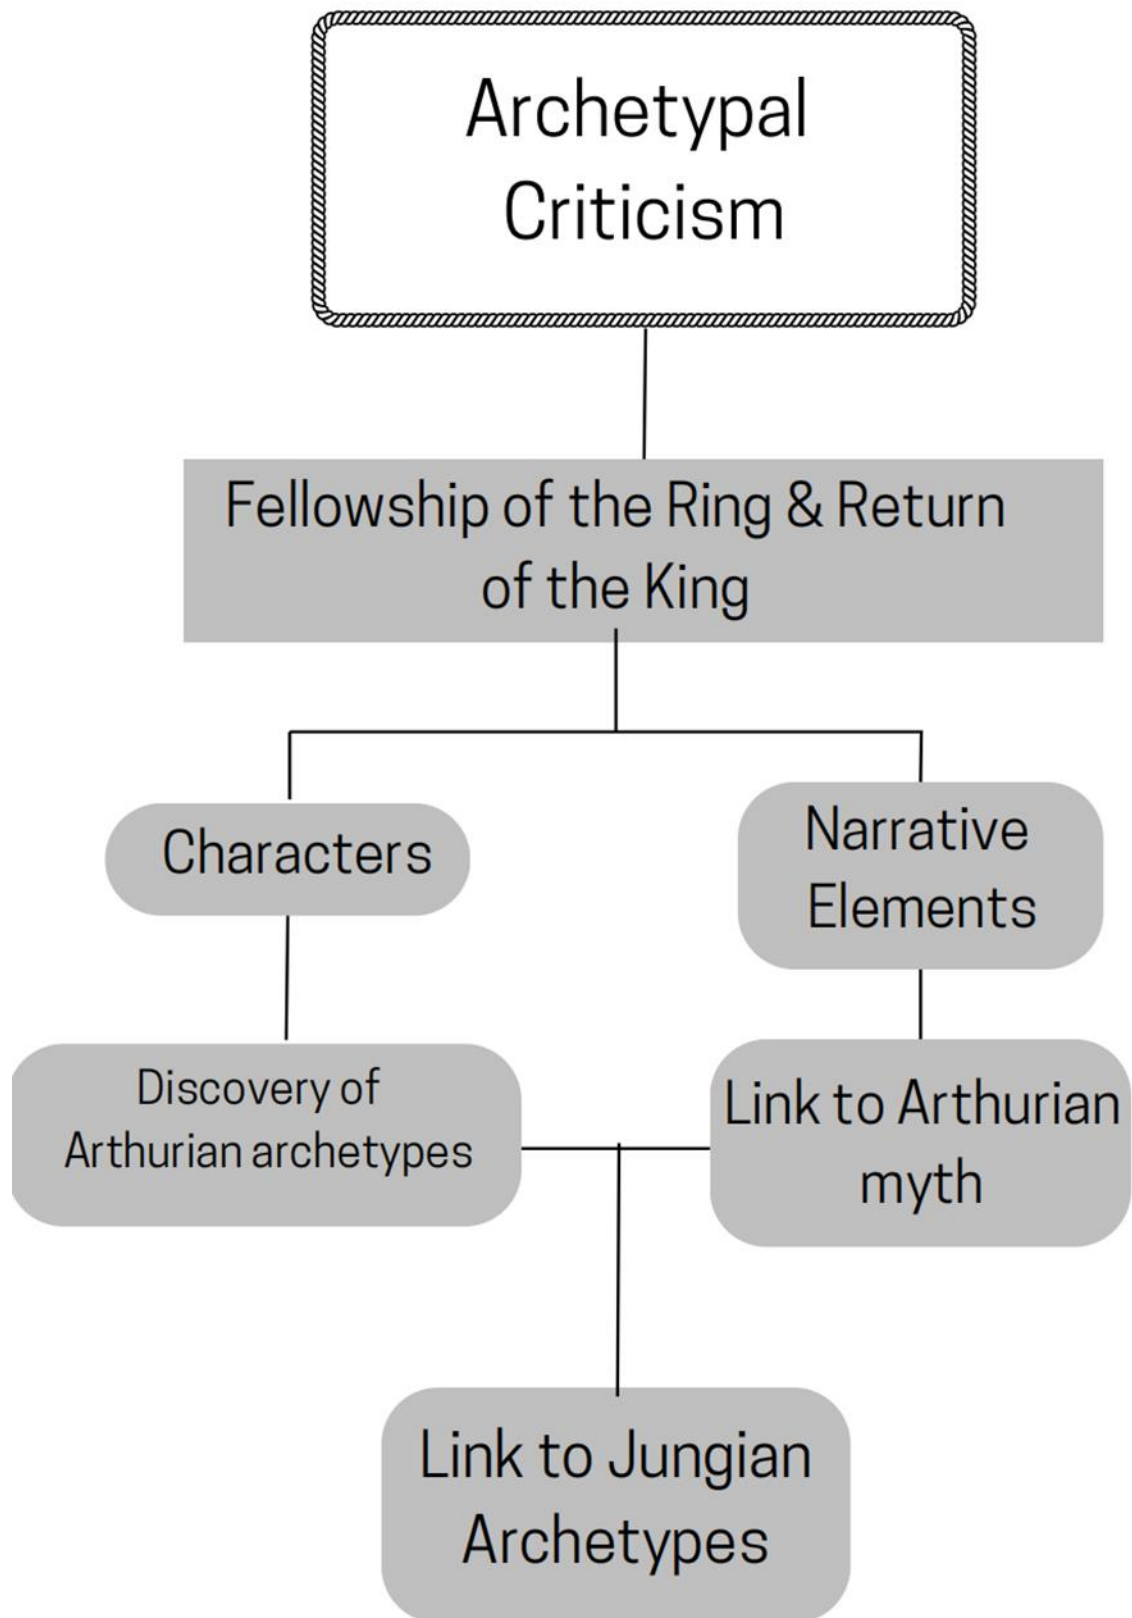 Archetypal
Criticism
Fellowship of the Ring & Return
of the King
Characters
Narrative
Elements
Discovery of
Arthurian archetypes
Link to Arthurian
myth
Link to Jungian
Archetypes